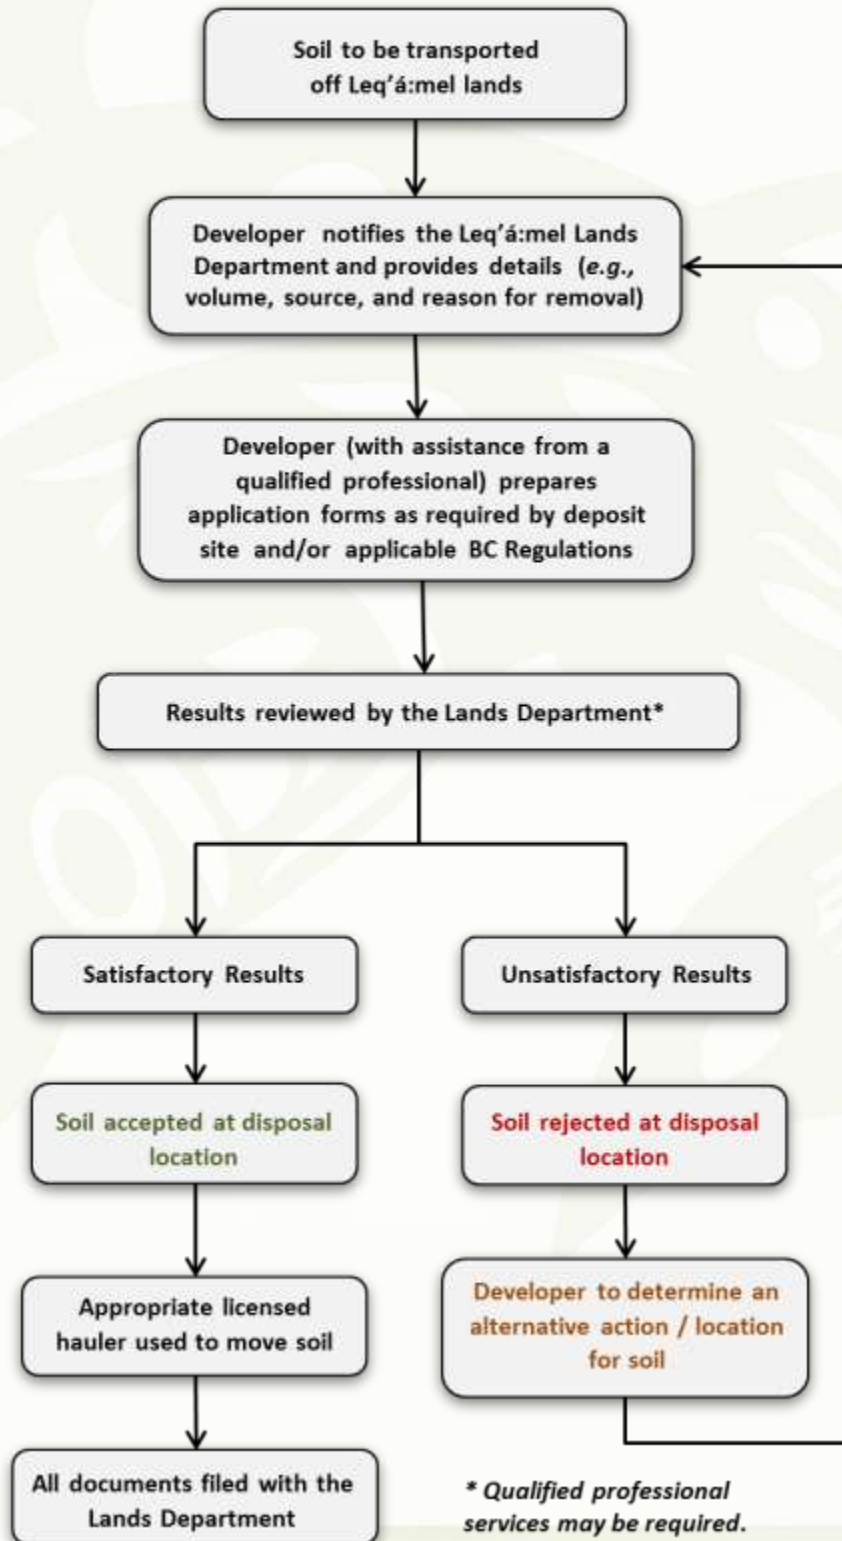 Soil to be transported
off Leq'á:mel lands
Developer notifies the Leq'á:mel Lands
Department and provides details (e.g.,
volume, source, and reason for removal)
Developer (with assistance from a
qualified professional) prepares
application forms as required by deposit
site and/or applicable BC Regulations
Results reviewed by the Lands Department*
Satisfactory Results
Unsatisfactory Results
Soil accepted at disposal
location
Soil rejected at disposal
location
Appropriate licensed
hauler used to move soil
Developer to determine an
alternative action / location
for soil
All documents filed with the
Lands Department
* Qualified professional
services may be required.